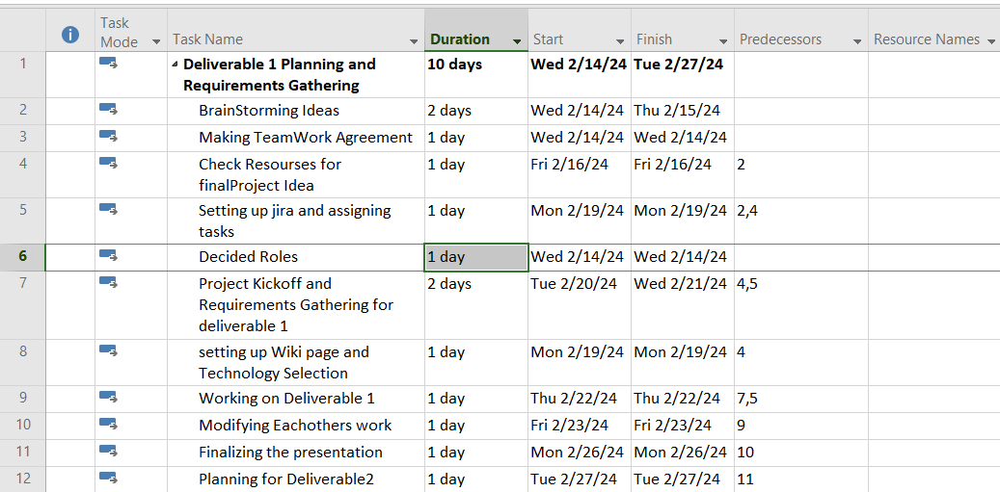 Task Mode Task Name Duration Start Finish Predecessors Resource Names
1 Deliverable 1 Planning and 10 days Wed 2/14/24 Tue 2/27/24
Requirements Gathering
2 BrainStorming Ideas 2 days Wed 2/14/24 Thu 2/15/24
3 Making TeamWork Agreement 1 day Wed 2/14/24 Wed 2/14/24
4 Check Resourses for 1 day Fri 2/16/24 Fri 2/16/24 2
finalProject Idea
5 Setting up jira and assigning 1 day Mon 2/19/24 Mon 2/19/24 2,4
tasks
6 Decided Roles 1 day Wed 2/14/24 Wed 2/14/24
7 Project Kickoff and 2 days Tue 2/20/24 Wed 2/21/24 4,5
Requirements Gathering for
deliverable 1
8 setting up Wiki page and 1 day Mon 2/19/24 Mon 2/19/24 4
Technology Selection
9 Working on Deliverable 1 1 day Thu 2/22/24 Thu 2/22/24 7,5
10 Modifying Eachothers work 1 day Fri 2/23/24 Fri 2/23/24 9
11 Finalizing the presentation 1 day Mon 2/26/24 Mon 2/26/24 10
12 Planning for Deliverable2 1 day Tue 2/27/24 Tue 2/27/24 11